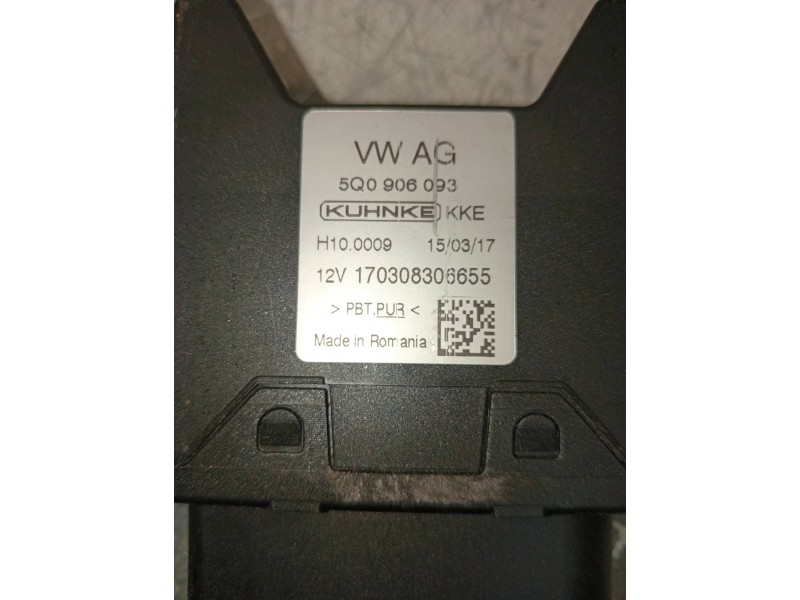 VW AG
5Q0 906 093
KUHNKE KKE
H10.0009 15/03/17
12V 170308306655
> PBT,PUR <
Made in Romania